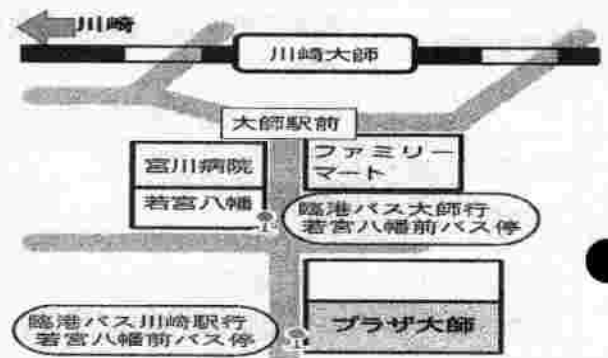 川崎
川崎大師
大師駅前
宮川病院
ファミリー
マート
若宮八幡
臨港バス大師行
若宮八幡前バス停
プラザ大師
臨港バス川崎駅行
若宮八幡前バス停